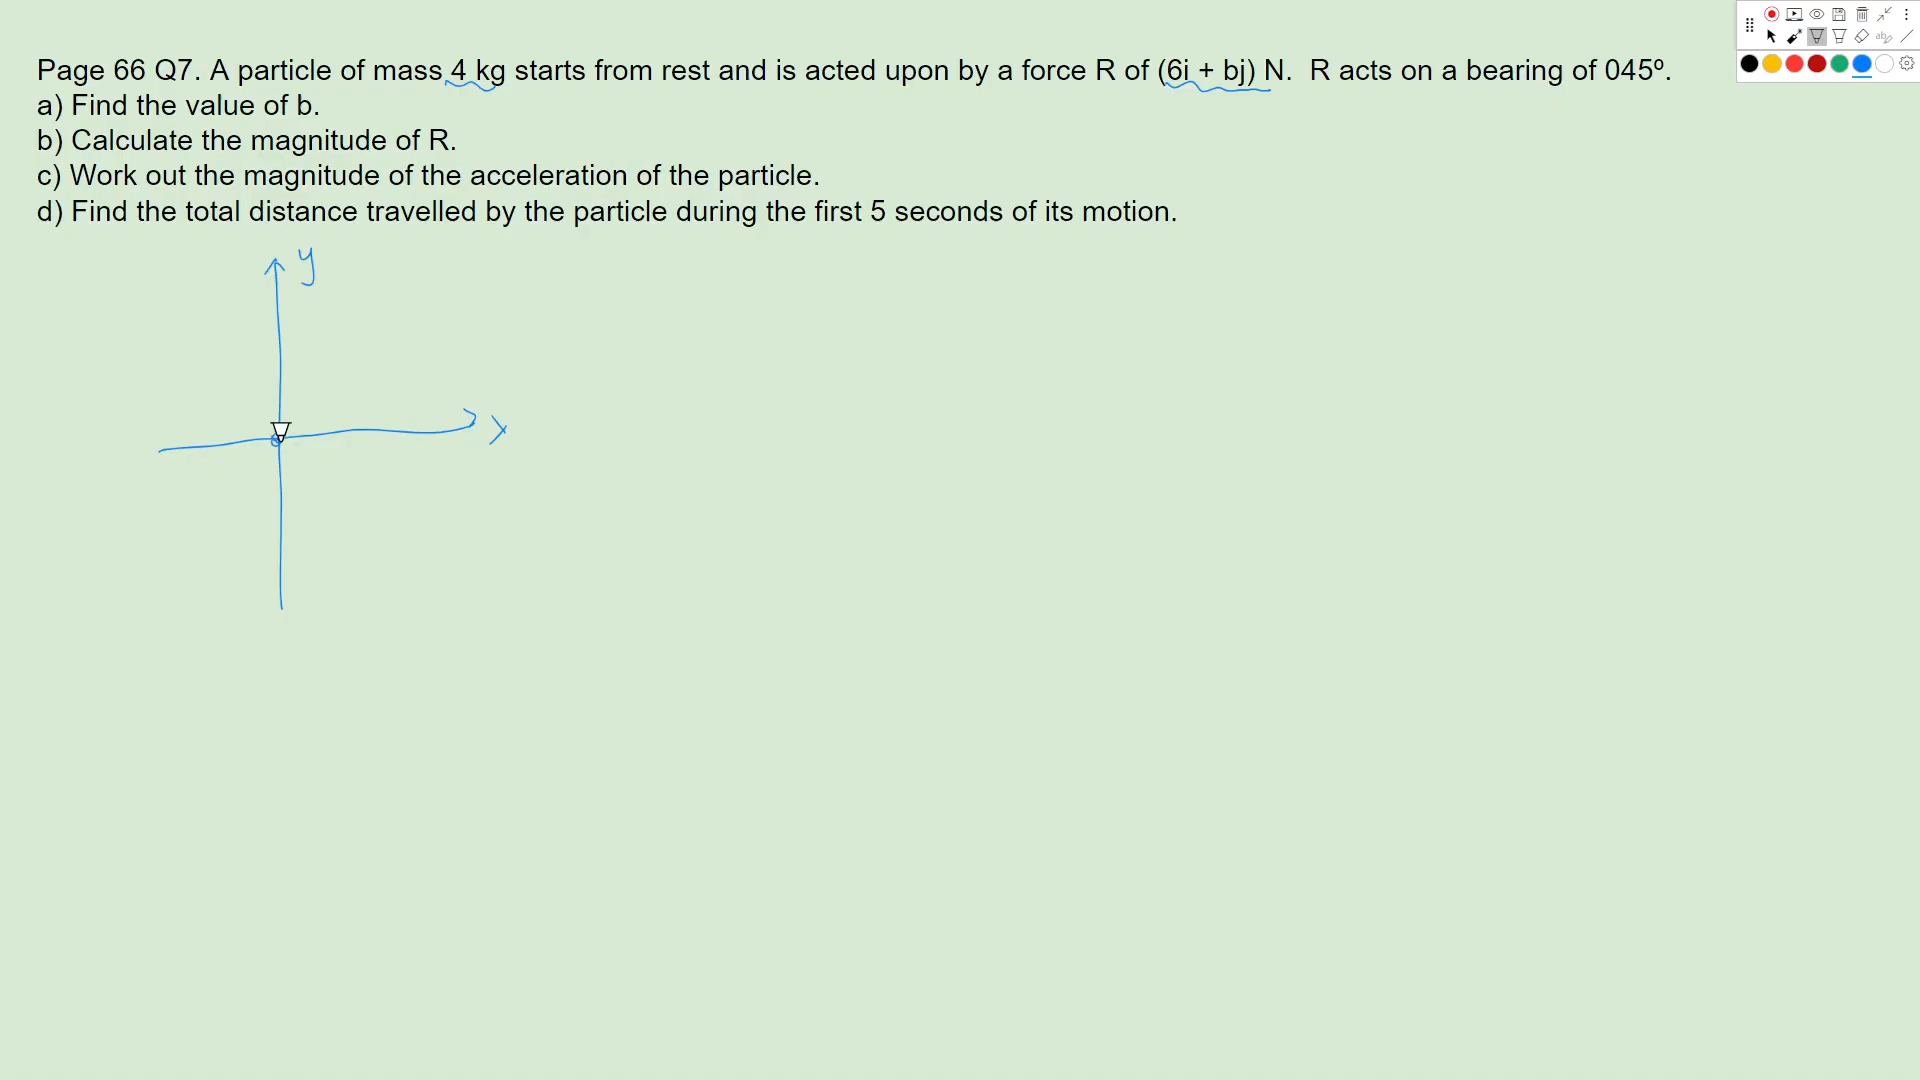 Page 66 Q7. A particle of mass 4 kg starts from rest and is acted upon by a force R of (6i + bj) N.  R acts on a bearing of 045º.
a) Find the value of b.
b) Calculate the magnitude of R.
c) Work out the magnitude of the acceleration of the particle.
d) Find the total distance travelled by the particle during the first 5 seconds of its motion.
y
x